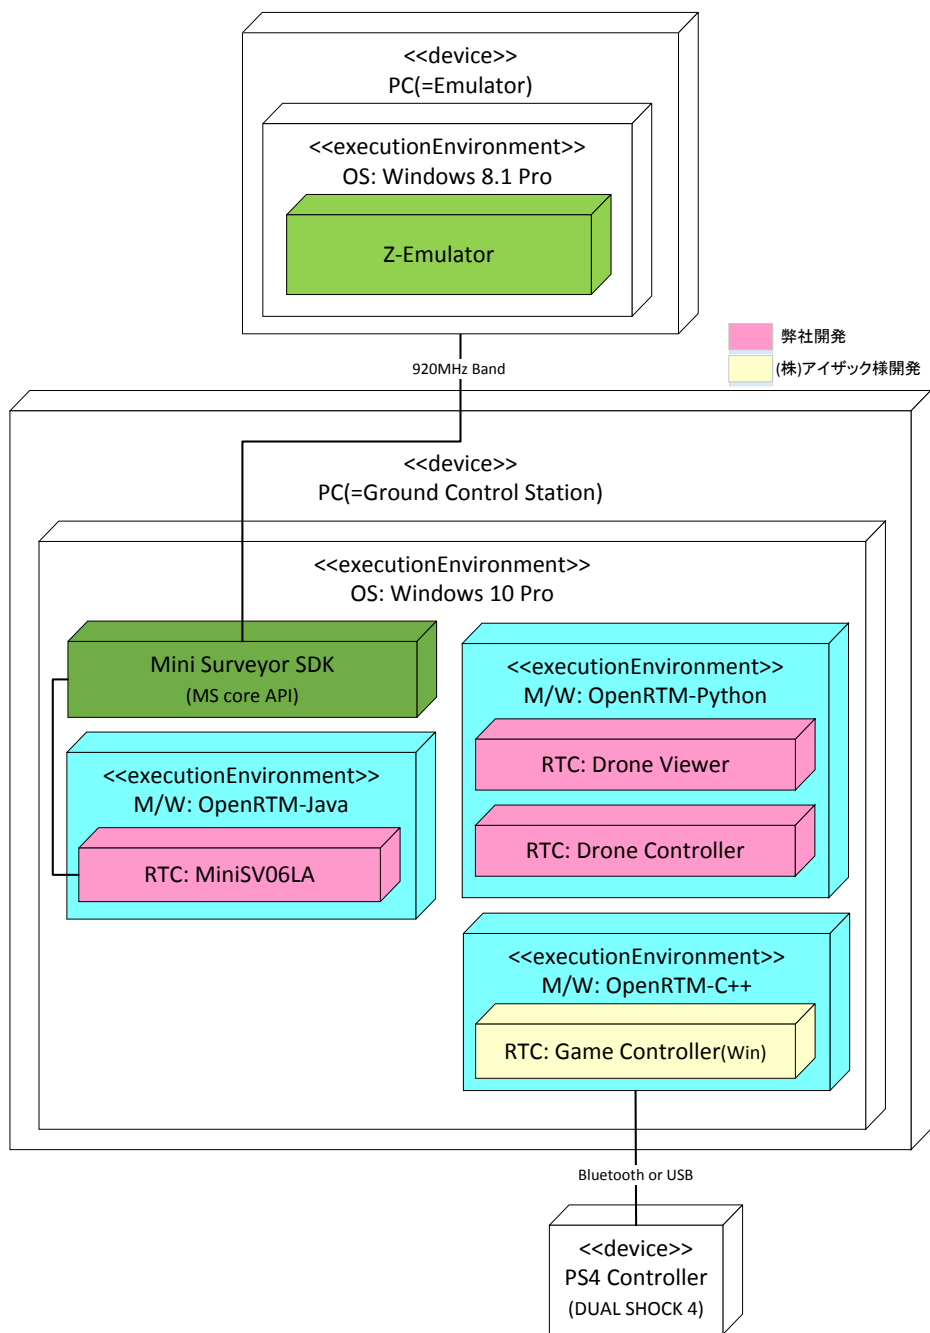 <<device>>
PC(=Emulator)
<<executionEnvironment>>
OS: Windows 8.1 Pro
Z-Emulator
弊社開発
(株)アイザック様開発
920MHz Band
<<device>>
PC(=Ground Control Station)
<<executionEnvironment>>
OS: Windows 10 Pro
Mini Surveyor SDK
(MS core API)
<<executionEnvironment>>
M/W: OpenRTM-Java
RTC: MiniSV06LA
<<executionEnvironment>>
M/W: OpenRTM-Python
RTC: Drone Viewer
RTC: Drone Controller
<<executionEnvironment>>
M/W: OpenRTM-C++
RTC: Game Controller(Win)
Bluetooth or USB
<<device>>
PS4 Controller
(DUAL SHOCK 4)